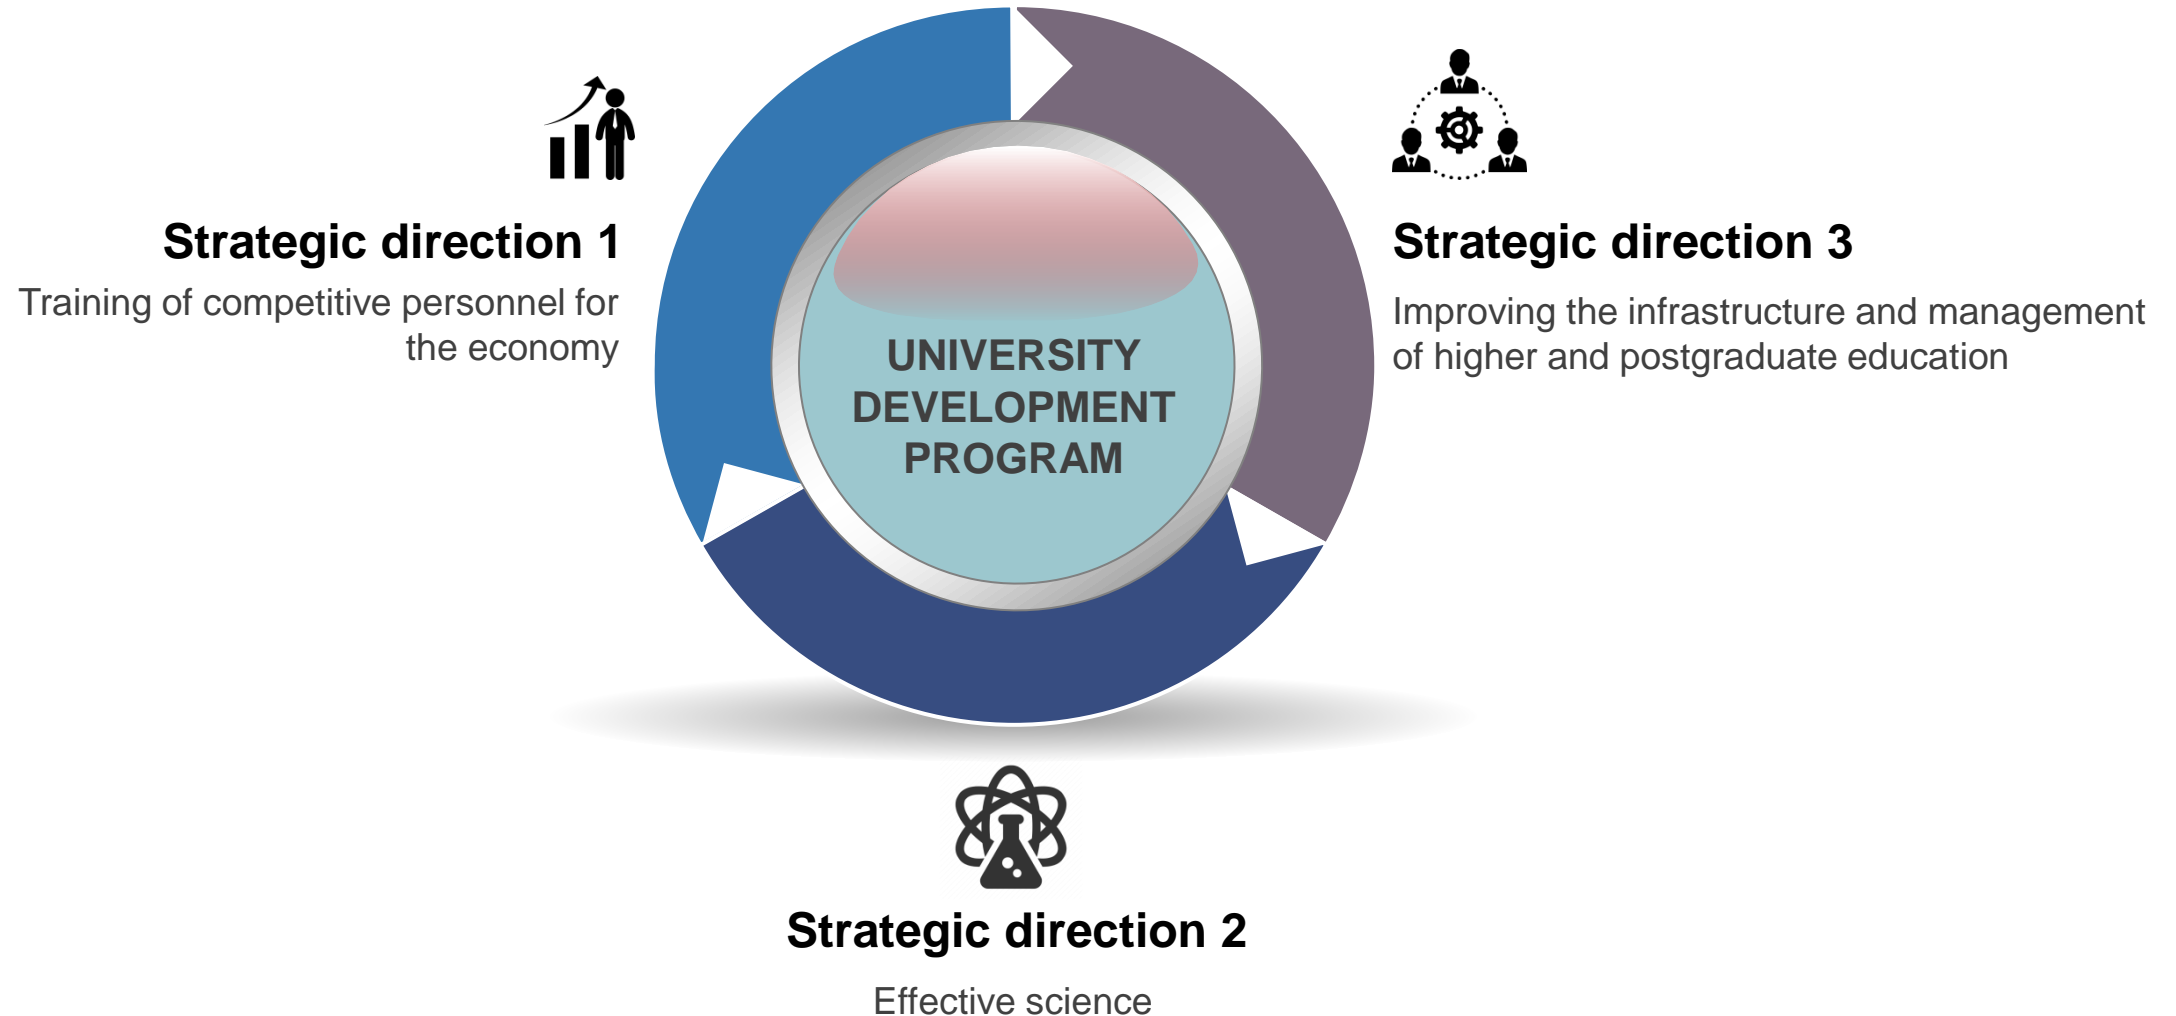 Strategic direction 1
Training of competitive personnel for
the economy
UNIVERSITY
DEVELOPMENT
PROGRAM
Strategic direction 3
Improving the infrastructure and management
of higher and postgraduate education
Strategic direction 2
Effective science